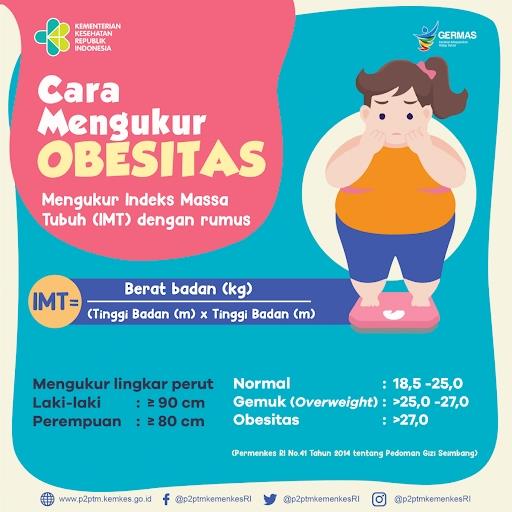 KEMENTERIAN
KESEHATAN
REPUBLIK
INDONESIA
GERMAS
Cara
Mengukur
OBESITAS
Mengukur Indeks Massa
Tubuh (IMT) dengan rumus
IMT= Berat badan (kg)
(Tinggi Badan (m) x Tinggi Badan (m)
Mengukur lingkar perut
Laki-laki : ≥ 90 cm
Perempuan : ≥ 80 cm
Normal : 18,5 -25,0
Gemuk (Overweight) : >25,0 -27,0
Obesitas : >27,0
(Permenkes RI No.41 Tahun 2014 tentang Pedoman Gizi Seimbang)
www.p2ptm.kemkes.go.id @p2ptmkemenkesRI @p2ptmkemenkesRI @p2ptmkemenkesRI